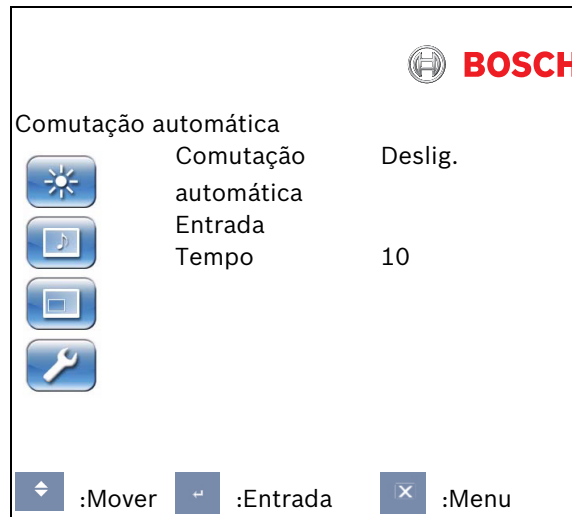 BOSCH
Comutação automática
Comutação Deslig.
automática
Entrada
Tempo 10
:Mover :Entrada :Menu